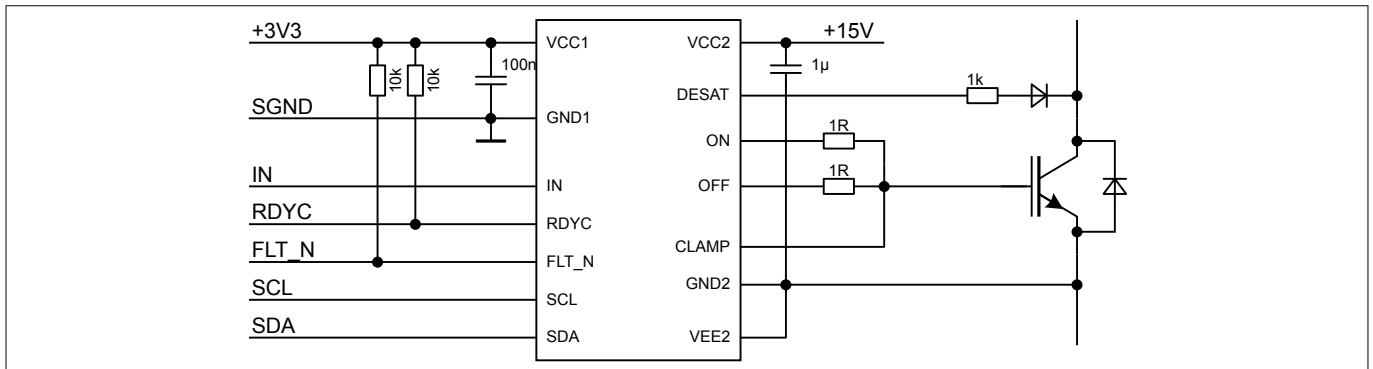 +3V3
VCC1
VCC2
+15V
10k
10k
100n
1µ
1k
DESAT
SGND
GND1
1R
ON
IN
IN
1R
OFF
RDYC
RDYC
CLAMP
FLT_N
FLT_N
GND2
SCL
SCL
SDA
SDA
VEE2